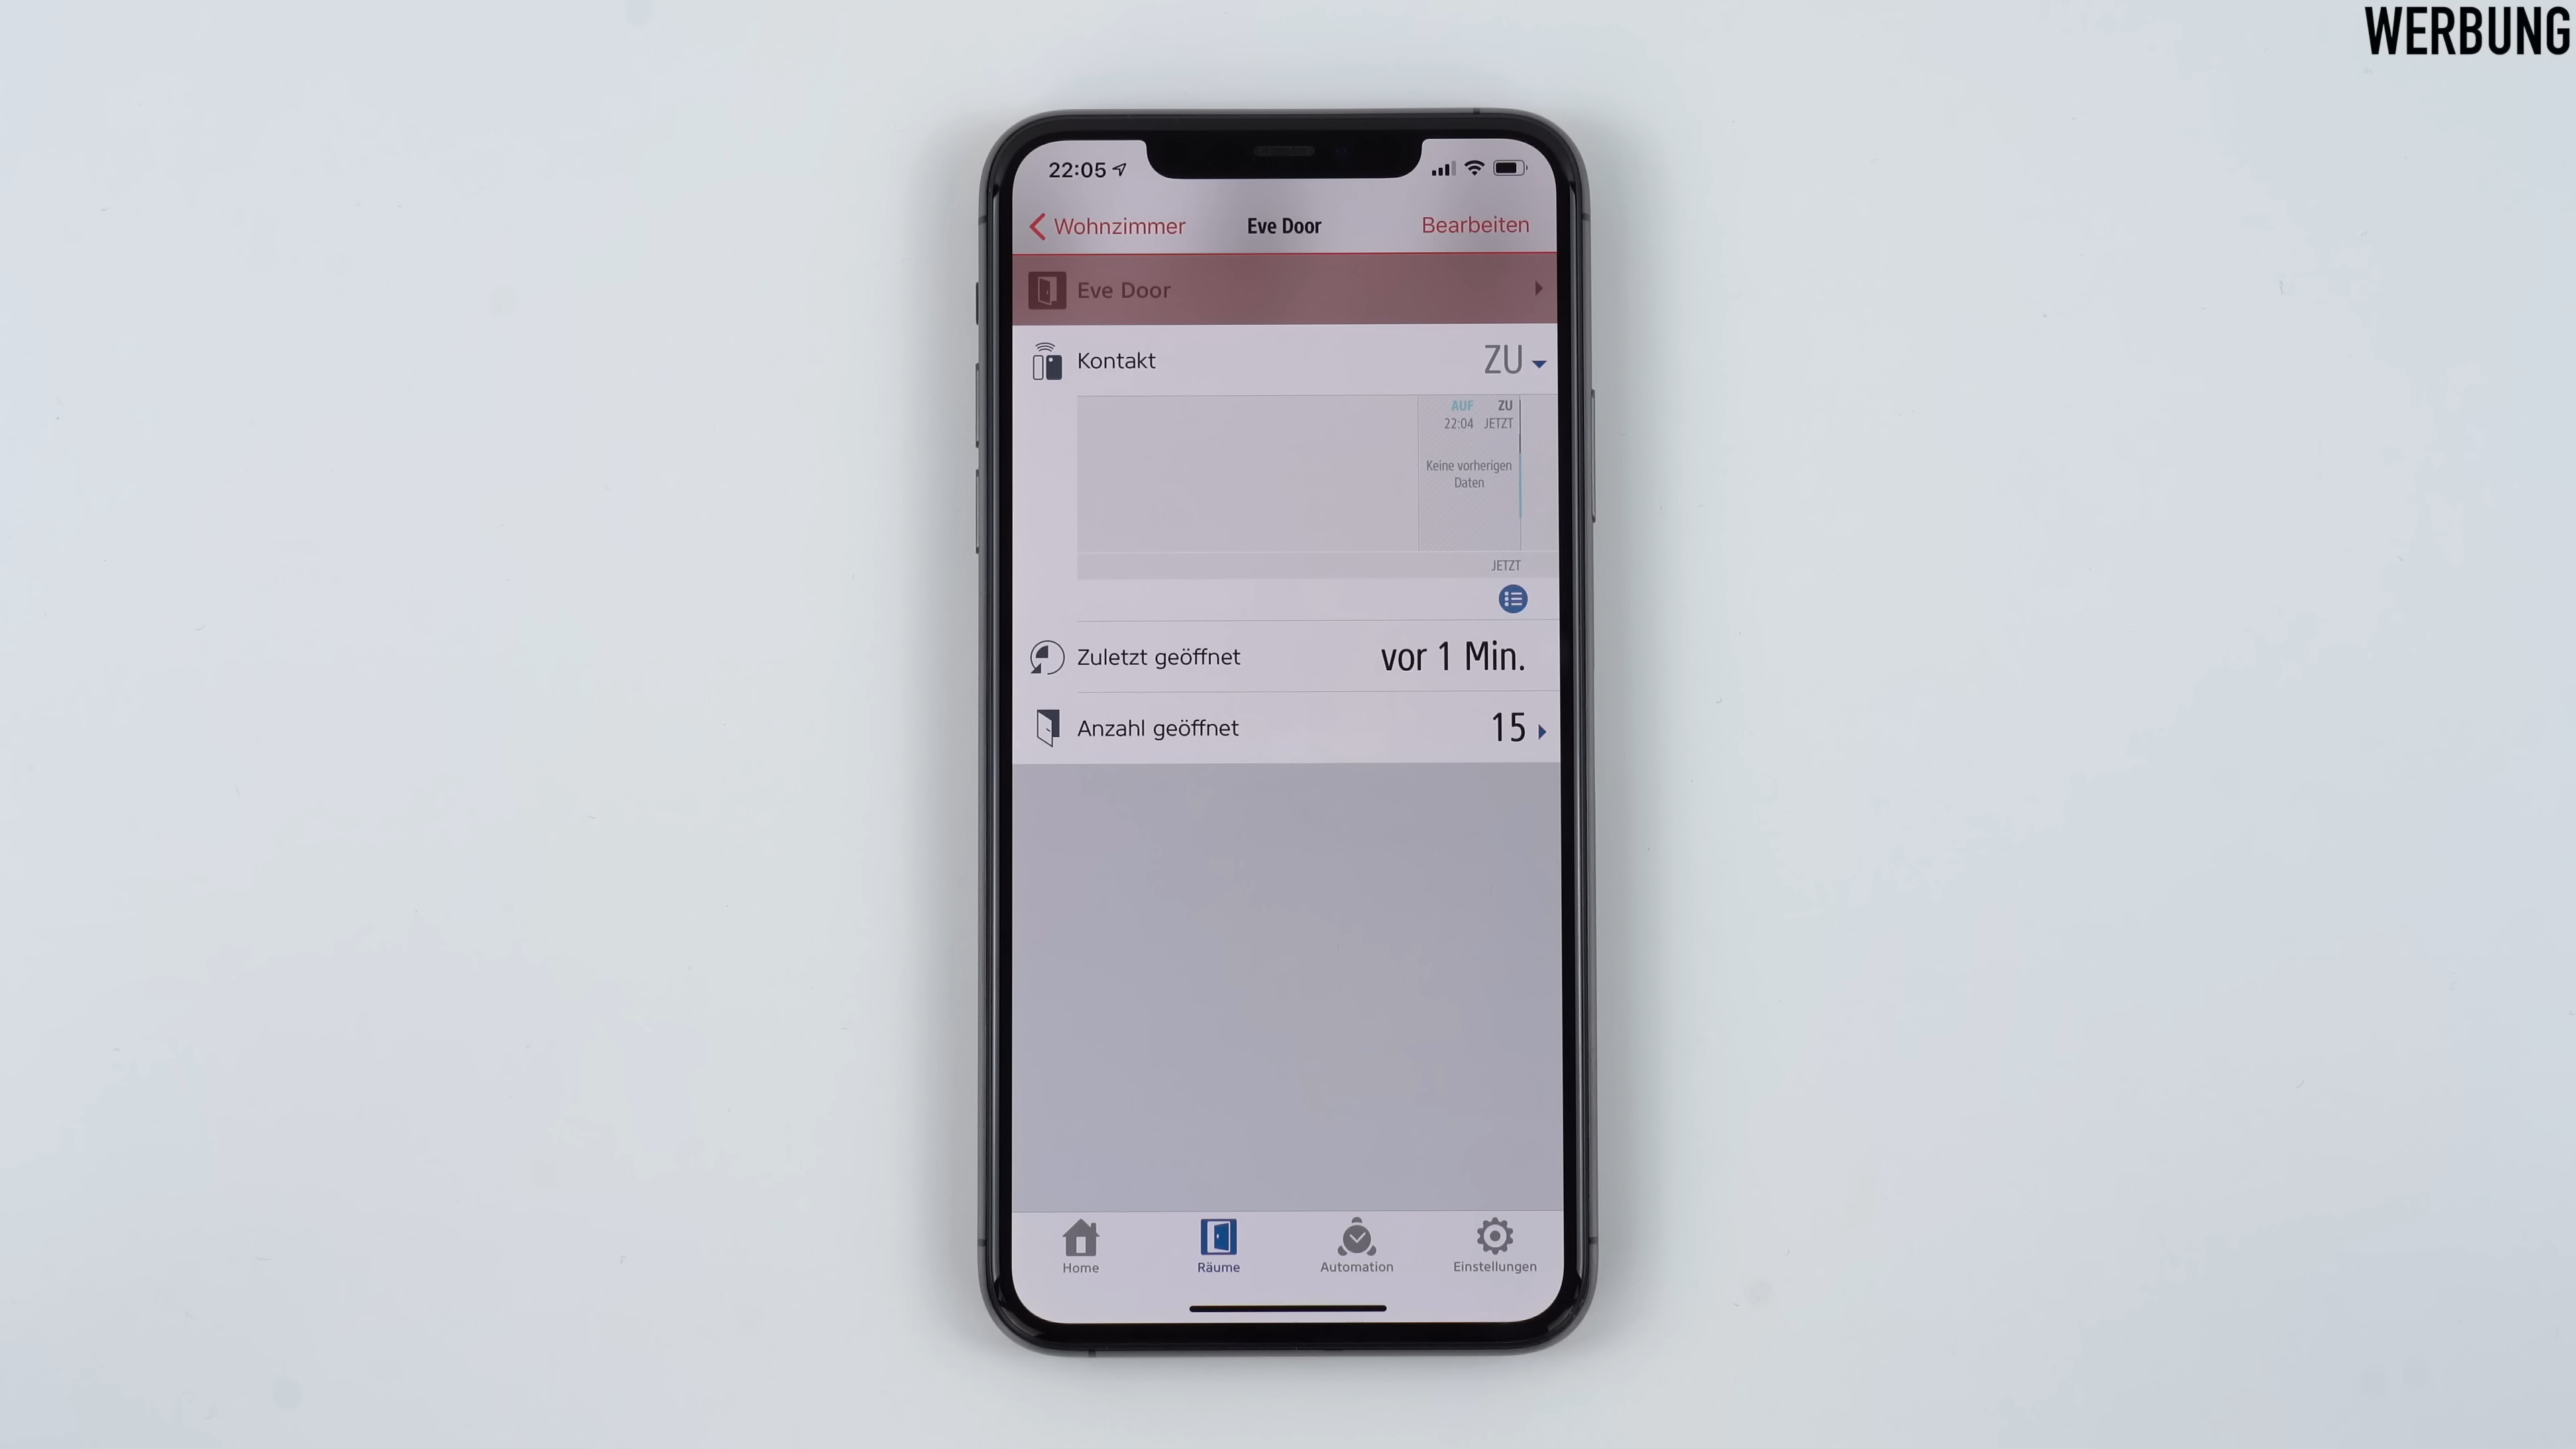 WERBUNG
22:05
Wohnzimmer Eve Door Bearbeiten
Eve Door
Kontakt ZU
AUF ZU
22:04 JETZT
Keine vorherigen
Daten
JETZT
Zuletzt geöffnet vor 1 Min.
Anzahl geöffnet 15
Home Räume Automation Einstellungen